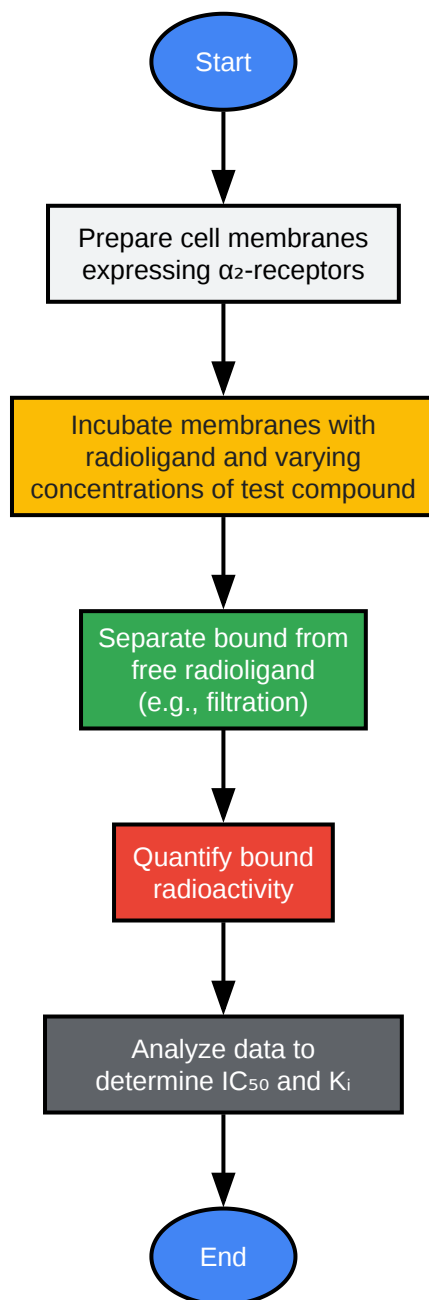 Start
Prepare cell membranes
expressing α₂-receptors
Incubate membranes with
radioligand and varying
concentrations of test compound
Separate bound from
free radioligand
(e.g., filtration)
Quantify bound
radioactivity
Analyze data to
determine IC₅₀ and Kᵢ
End